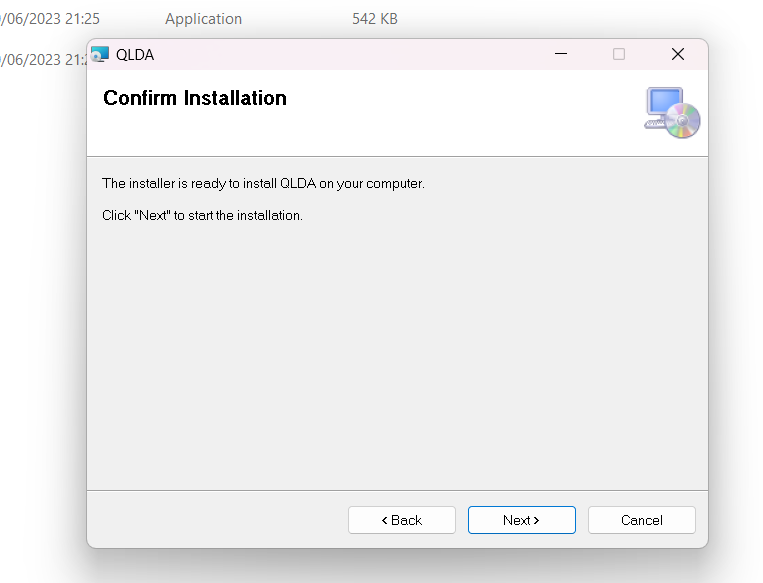 /06/2023 21:25 Application 542 KB
/06/2023 21:2
QLDA
Confirm Installation
The installer is ready to install QLDA on your computer.
Click "Next" to start the installation.
< Back Next > Cancel